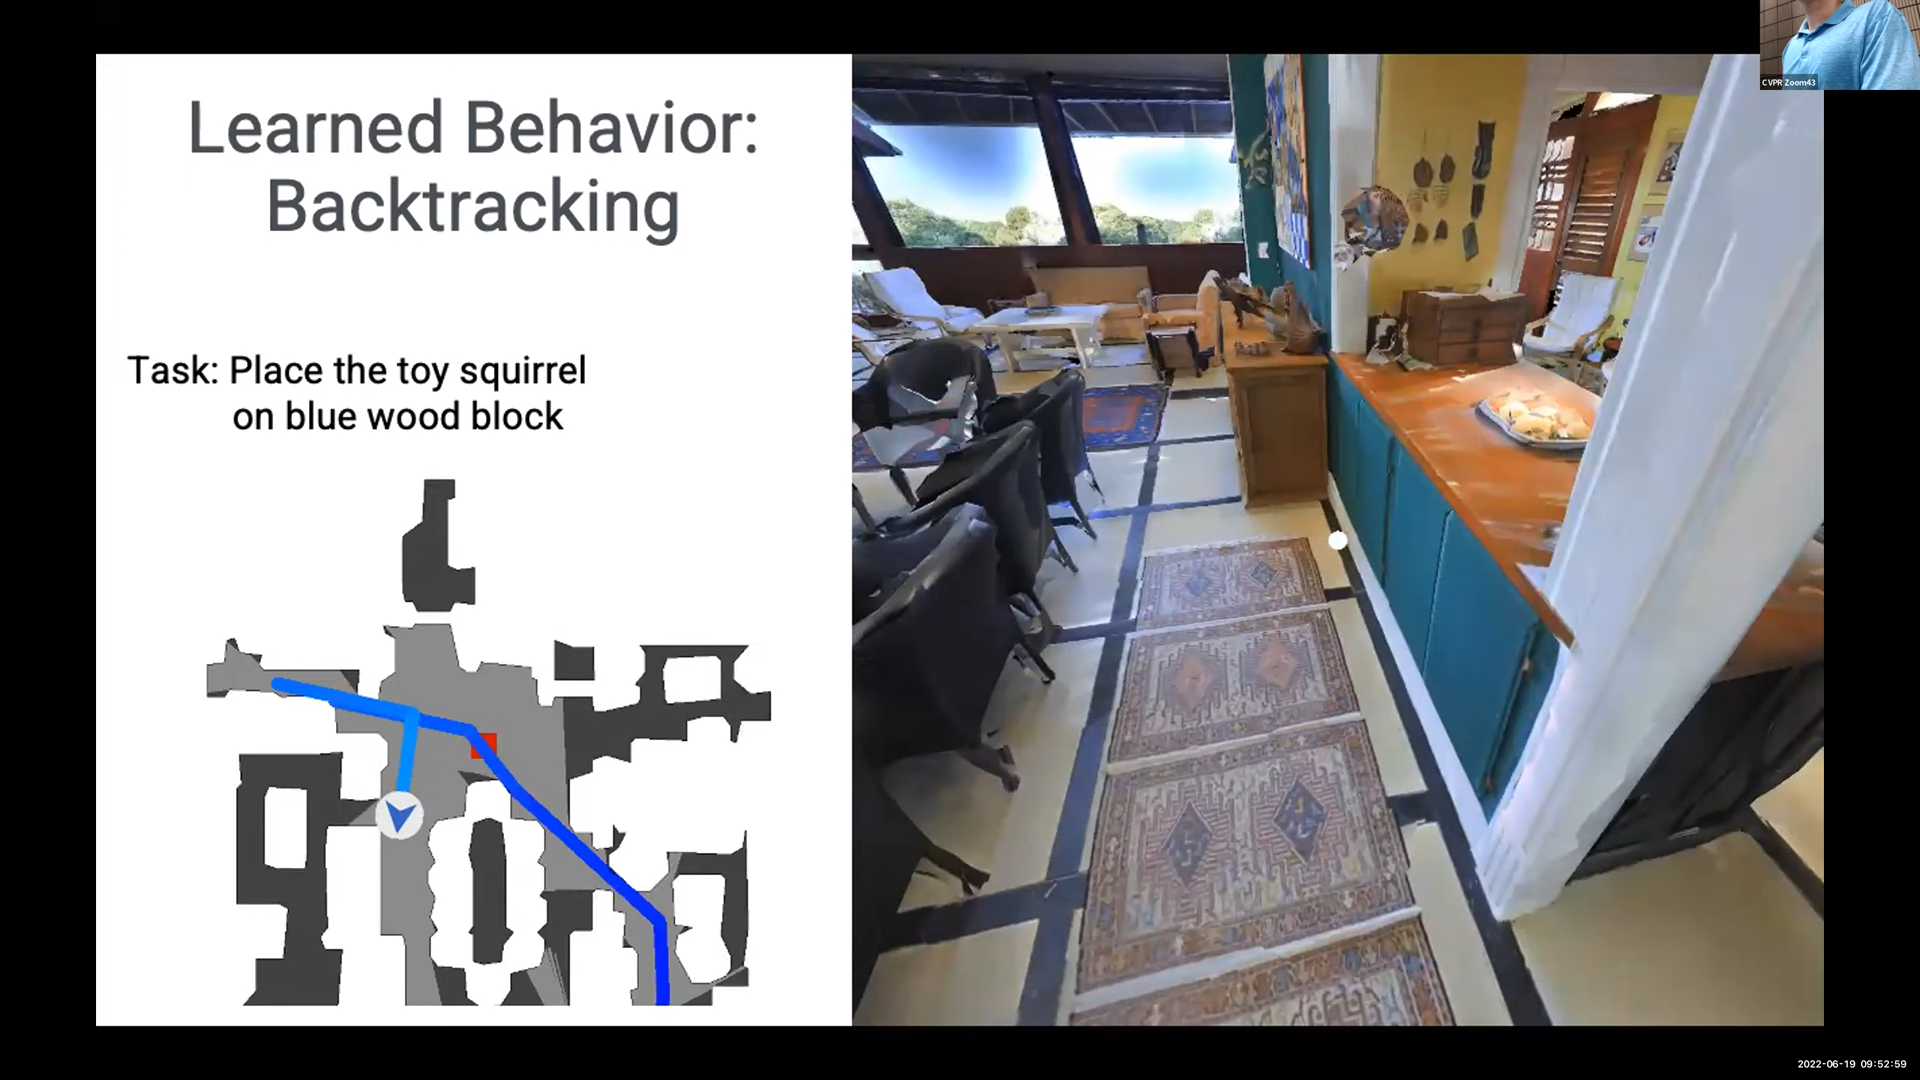 Learned Behavior:
Backtracking
Task: Place the toy squirrel
on blue wood block
CVPR Zoom43
2022-06-19 09:52:59